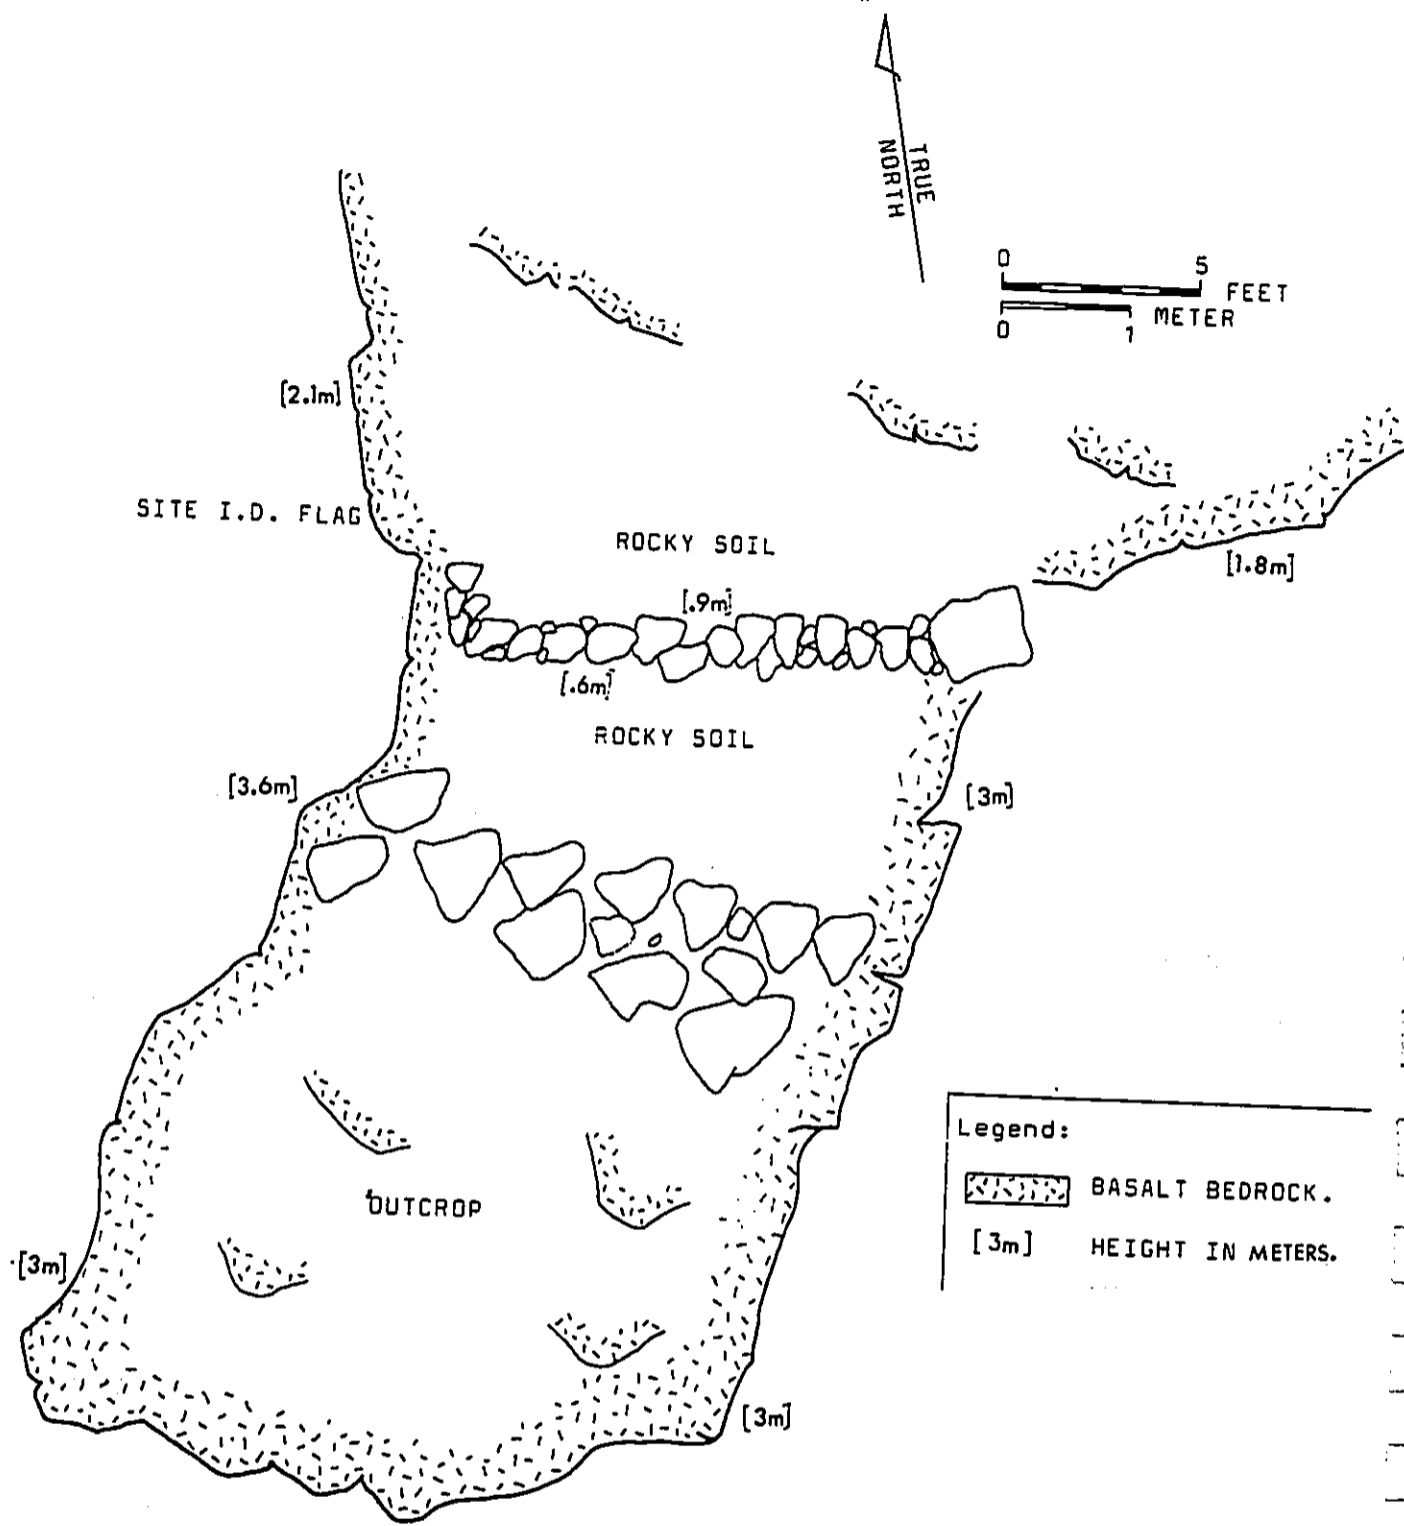 TRUE
NORTH
0 5
FEET
METER
0 1
[2.1m]
SITE I.D. FLAG
ROCKY SOIL
[1.8m]
[.9m]
[.6m]
ROCKY SOIL
[3.6m]
[3m]
Legend:
BASALT BEDROCK.
OUTCROP
[3m] HEIGHT IN METERS.
[3m]
[3m]